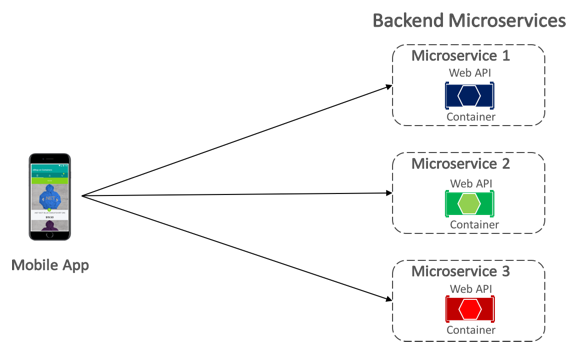 Backend Microservices
Microservice 1
Web API
Container
Microservice 2
Web API
Container
Mobile App
Microservice 3
Web API
Container